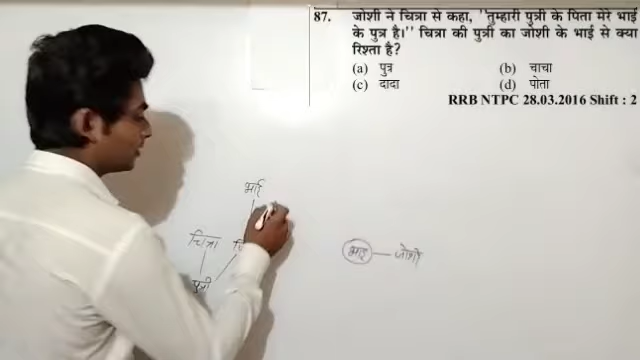 87. जोशी ने चित्रा से कहा, "तुम्हारी पुत्री के पिता मेरे भाई
के पुत्र है।" चित्रा की पुत्री का जोशी के भाई से क्या
रिश्ता है?
(a) पुत्र (b) चाचा
(c) दादा (d) पोता
RRB NTPC 28.03.2016 Shift : 2
भाई
चित्रा
भाई — जोशी
पुत्री